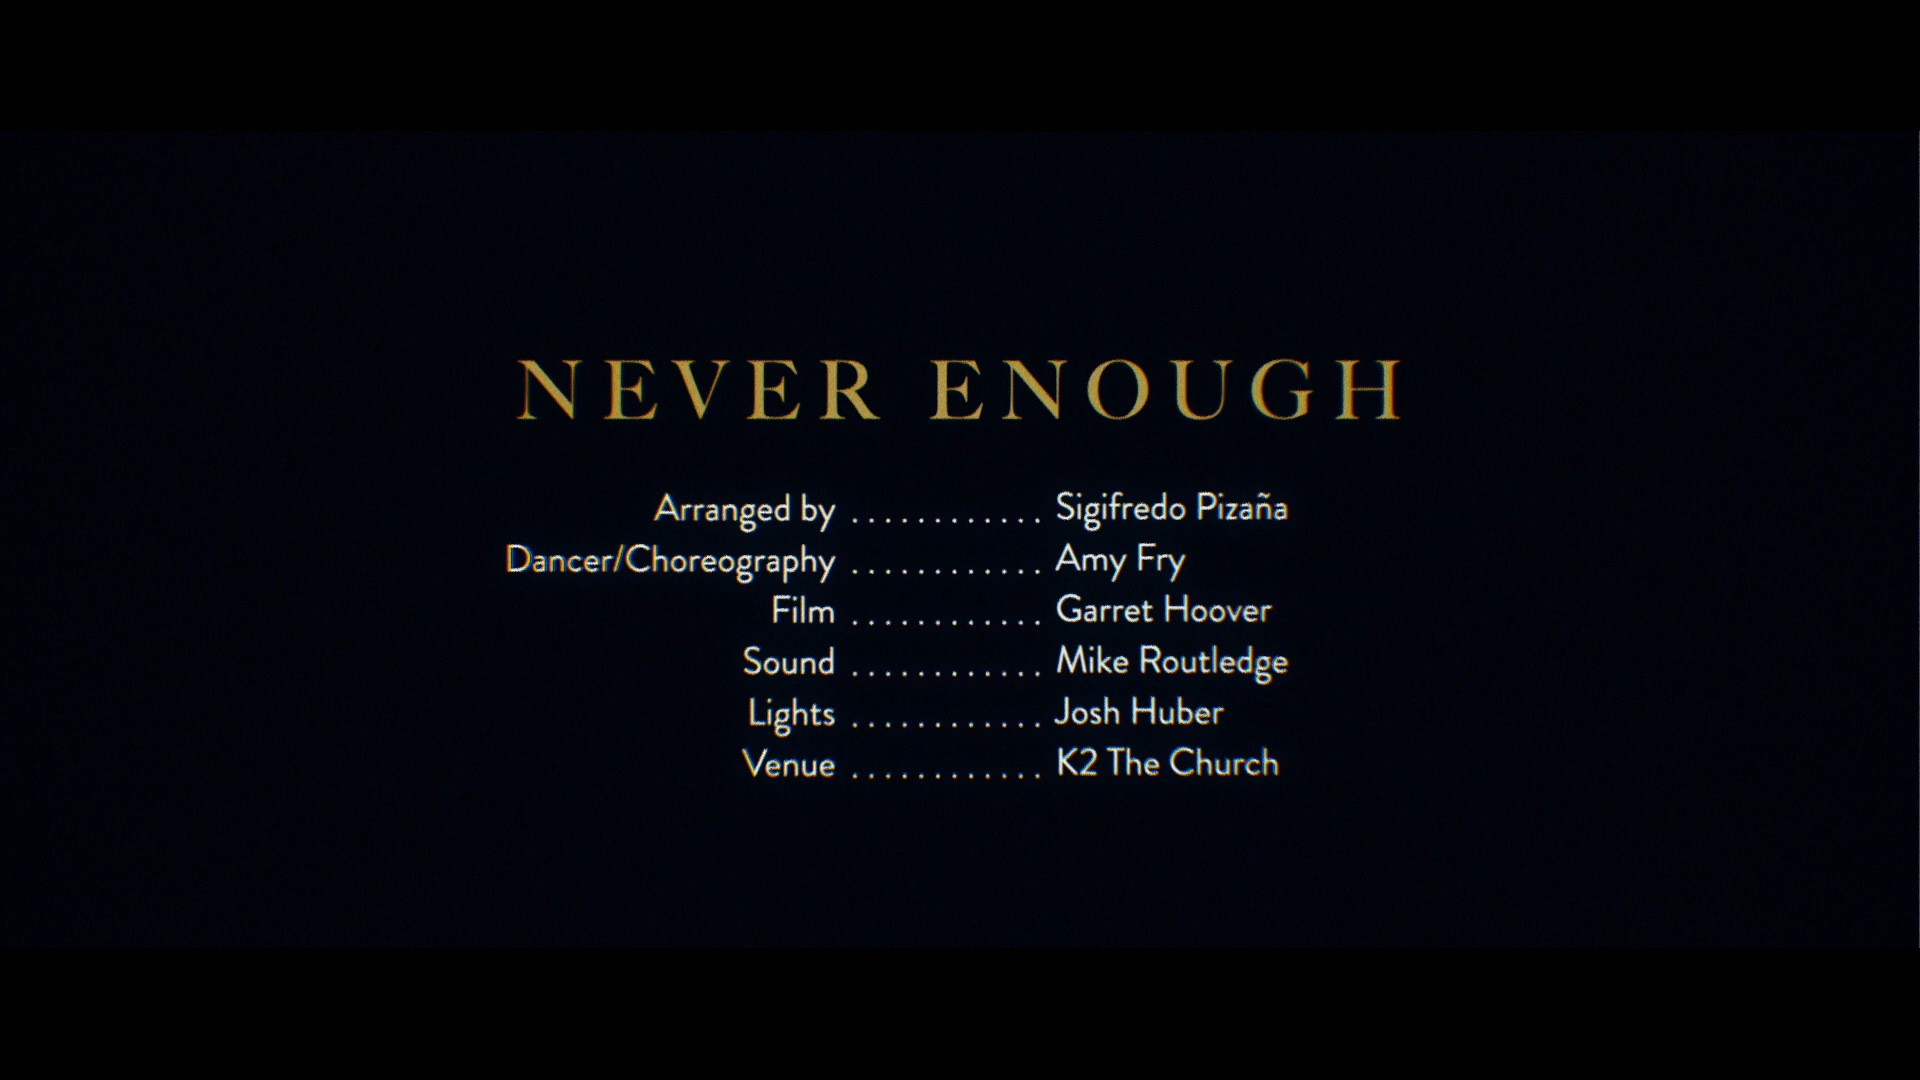 NEVER ENOUGH
Arranged by ............ Sigifredo Pizaña
Dancer/Choreography ............ Amy Fry
Film ............ Garret Hoover
Sound ............ Mike Routledge
Lights ............ Josh Huber
Venue ............ K2 The Church